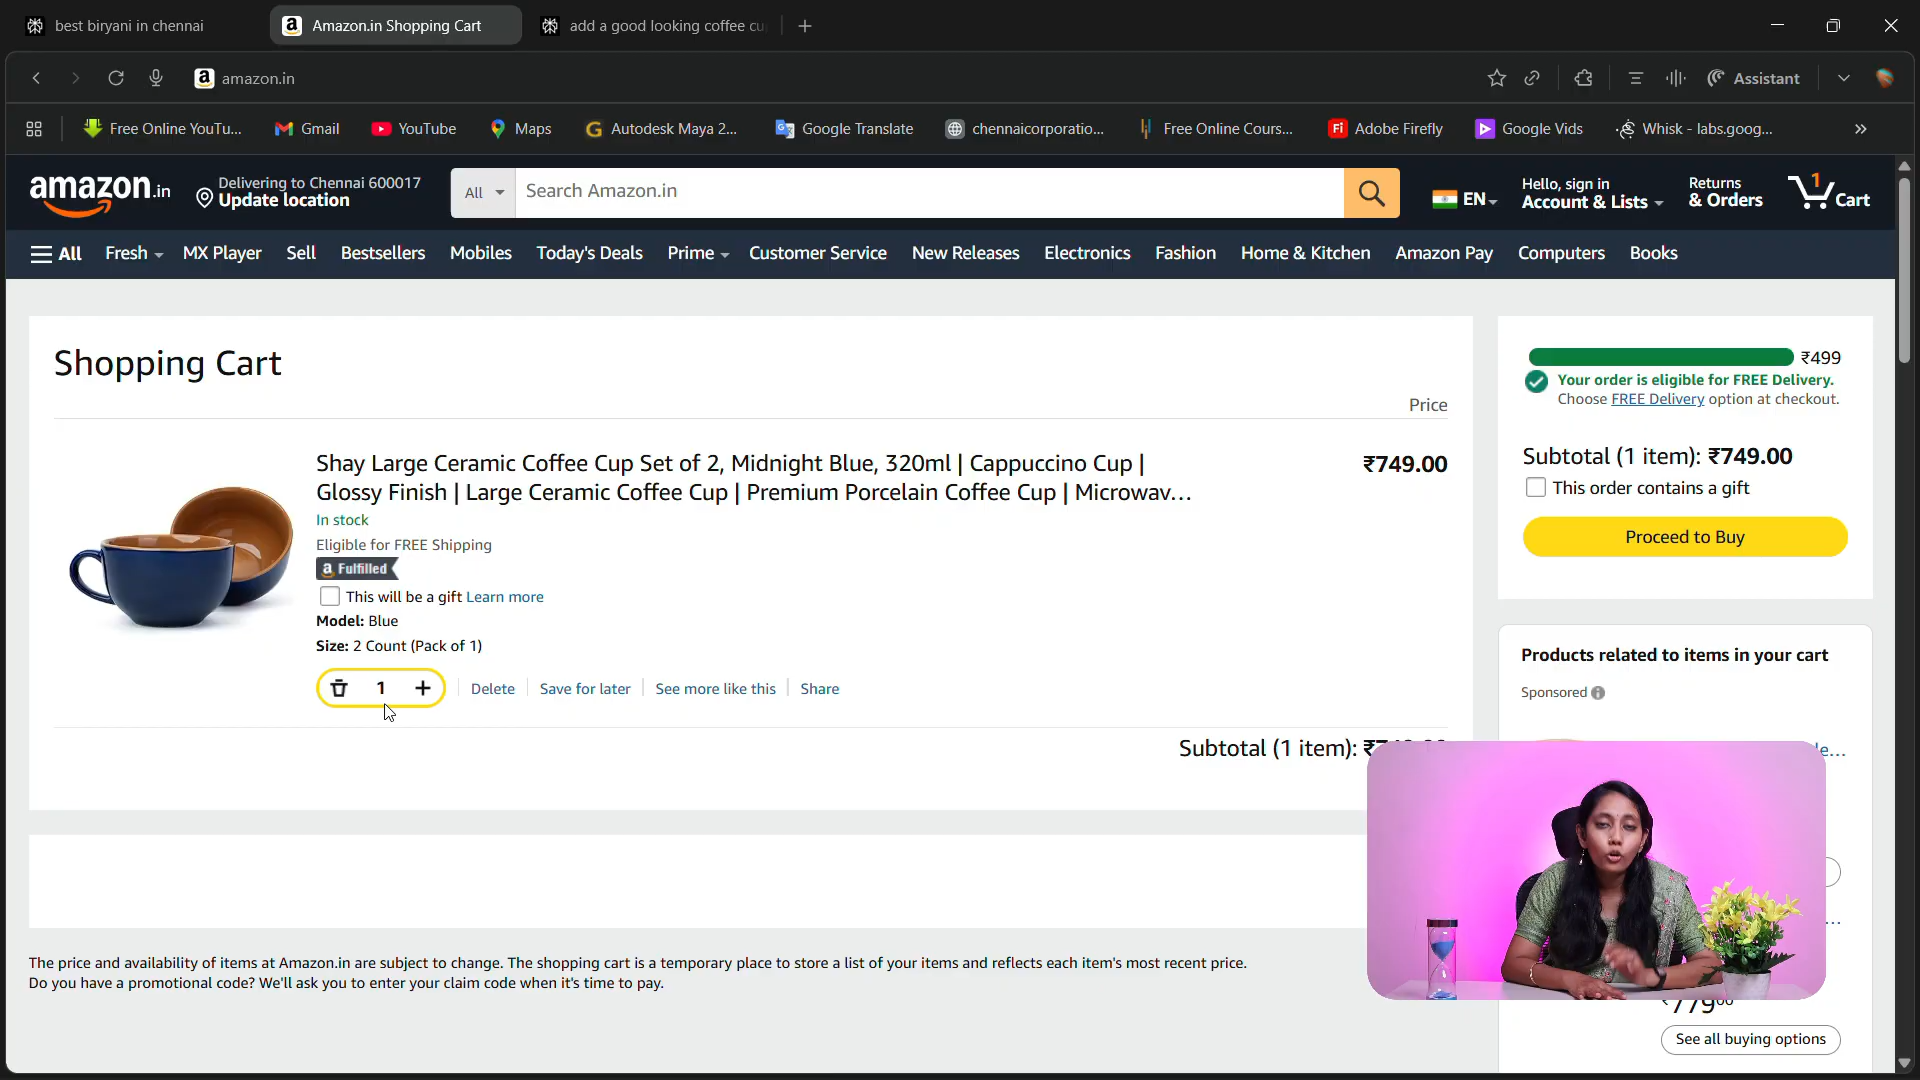 best biryani in chennai
Amazon.in Shopping Cart
add a good looking coffee cu
amazon.in
Assistant
Free Online YouTu...
Gmail
YouTube
Maps
Autodesk Maya 2...
Google Translate
chennaicorporatio...
Free Online Cours...
Adobe Firefly
Google Vids
Whisk - labs.goog...
amazon.in
Delivering to Chennai 600017
Update location
All
Search Amazon.in
EN
Hello, sign in
Account & Lists
Returns
& Orders
1
Cart
All
Fresh
MX Player
Sell
Bestsellers
Mobiles
Today's Deals
Prime
Customer Service
New Releases
Electronics
Fashion
Home & Kitchen
Amazon Pay
Computers
Books
Shopping Cart
Price
Shay Large Ceramic Coffee Cup Set of 2, Midnight Blue, 320ml | Cappuccino Cup |
Glossy Finish | Large Ceramic Coffee Cup | Premium Porcelain Coffee Cup | Microwav...
₹749.00
In stock
Eligible for FREE Shipping
a Fulfilled
This will be a gift Learn more
Model: Blue
Size: 2 Count (Pack of 1)
1
Delete
Save for later
See more like this
Share
Subtotal (1 item):
₹499
Your order is eligible for FREE Delivery.
Choose FREE Delivery option at checkout.
Subtotal (1 item): ₹749.00
This order contains a gift
Proceed to Buy
Products related to items in your cart
Sponsored
See all buying options
The price and availability of items at Amazon.in are subject to change. The shopping cart is a temporary place to store a list of your items and reflects each item's most recent price.
Do you have a promotional code? We'll ask you to enter your claim code when it's time to pay.